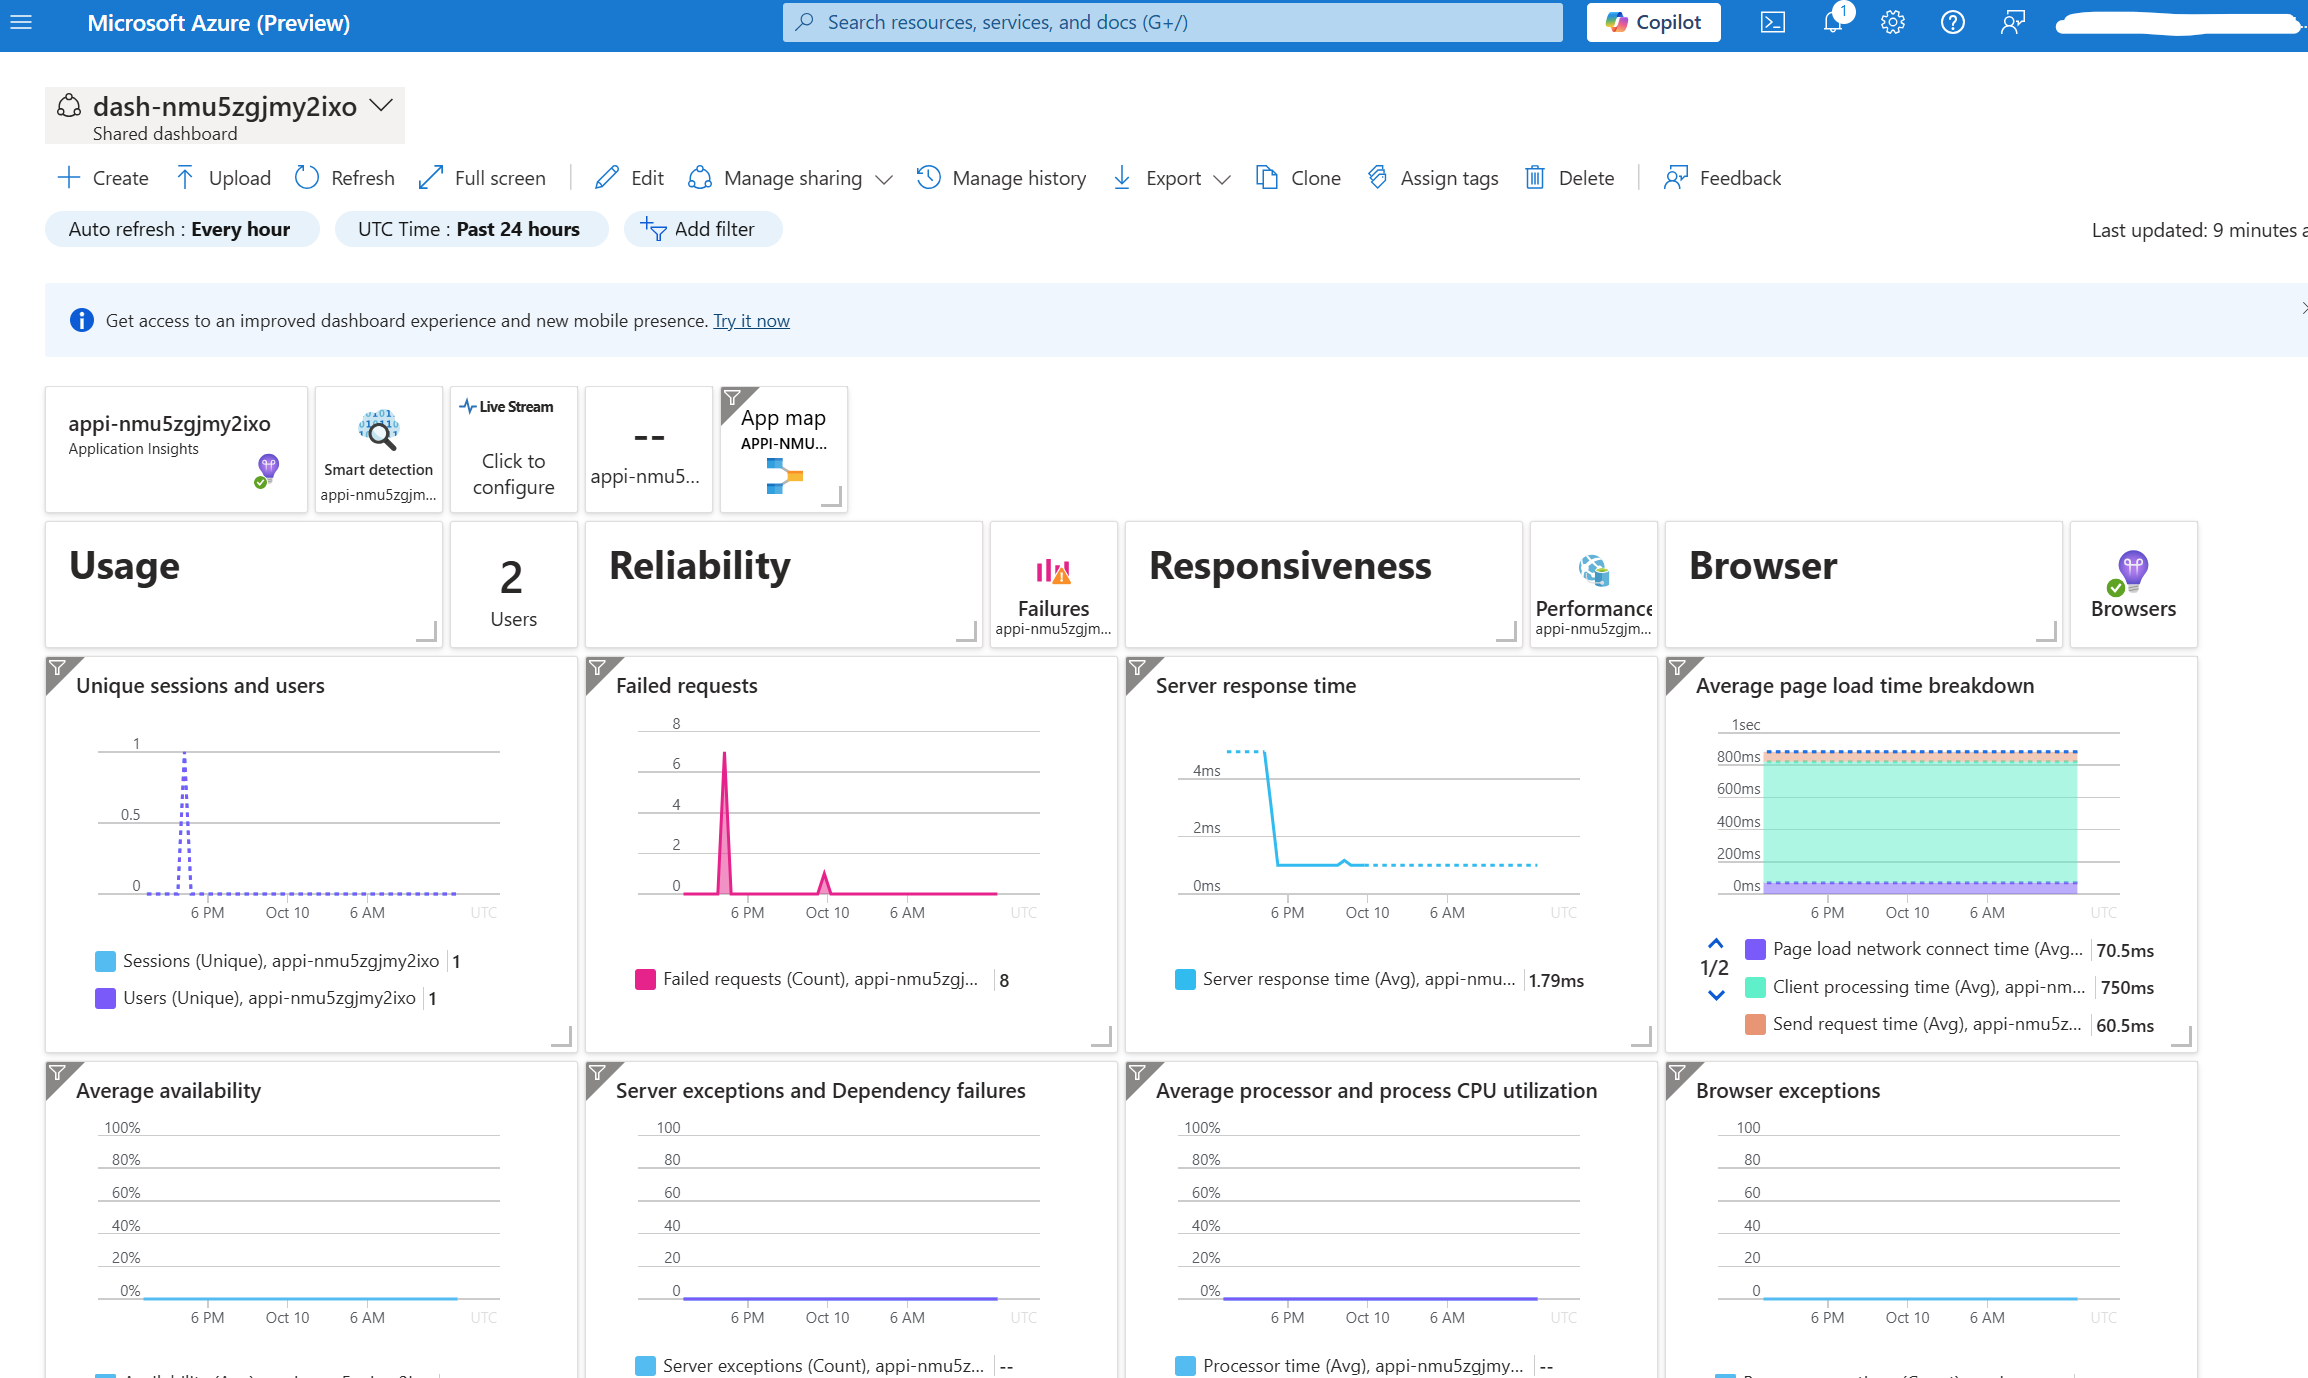 Microsoft Azure (Preview)
Search resources, services, and docs (G+/)
Copilot
1
dash-nmu5zgjmy2ixo
Shared dashboard
Create
Upload
Refresh
Full screen
Edit
Manage sharing
Manage history
Export
Clone
Assign tags
Delete
Feedback
Auto refresh : Every hour
UTC Time : Past 24 hours
Add filter
Last updated: 9 minutes
Get access to an improved dashboard experience and new mobile presence. Try it now
appi-nmu5zgjmy2ixo
Application Insights
Smart detection
appi-nmu5zgjm...
Live Stream
Click to
configure
--
appi-nmu5...
App map
APPI-NMU...
Usage
2
Users
Reliability
Failures
appi-nmu5zgjm...
Responsiveness
Performance
appi-nmu5zgjm...
Browser
Browsers
Unique sessions and users
1
0.5
0
6 PM
Oct 10
6 AM
UTC
Sessions (Unique), appi-nmu5zgjmy2ixo
1
Users (Unique), appi-nmu5zgjmy2ixo
1
Failed requests
8
6
4
2
0
6 PM
Oct 10
6 AM
UTC
Failed requests (Count), appi-nmu5zgj...
8
Server response time
4ms
2ms
0ms
6 PM
Oct 10
6 AM
UTC
Server response time (Avg), appi-nmu...
1.79ms
Average page load time breakdown
1sec
800ms
600ms
400ms
200ms
0ms
6 PM
Oct 10
6 AM
UTC
1/2
Page load network connect time (Avg...
70.5ms
Client processing time (Avg), appi-nm...
750ms
Send request time (Avg), appi-nmu5z...
60.5ms
Average availability
100%
80%
60%
40%
20%
0%
6 PM
Oct 10
6 AM
UTC
Server exceptions and Dependency failures
100
80
60
40
20
0
6 PM
Oct 10
6 AM
UTC
Server exceptions (Count), appi-nmu5z...
--
Average processor and process CPU utilization
100%
80%
60%
40%
20%
0%
6 PM
Oct 10
6 AM
UTC
Processor time (Avg), appi-nmu5zgjmy...
--
Browser exceptions
100
80
60
40
20
0
6 PM
Oct 10
6 AM
UTC